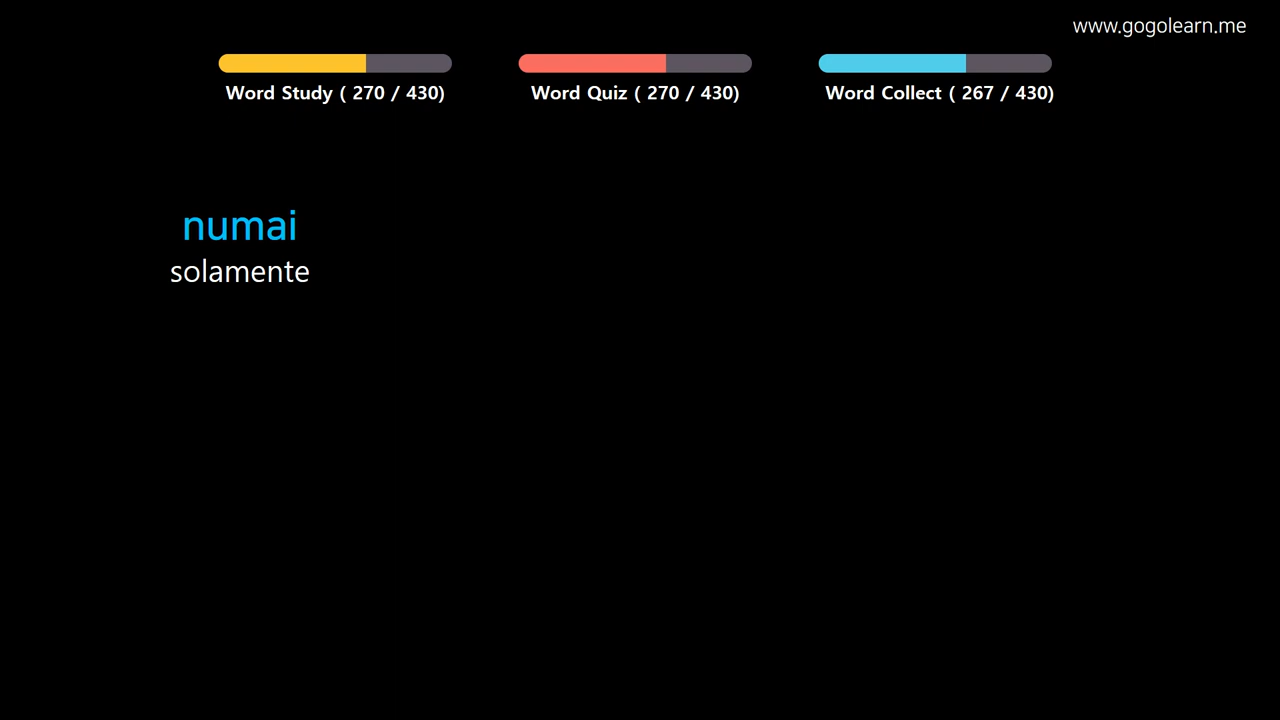 www.gogolearn.me
Word Study ( 270 / 430)
Word Quiz ( 270 / 430)
Word Collect ( 267 / 430)
numai
solamente